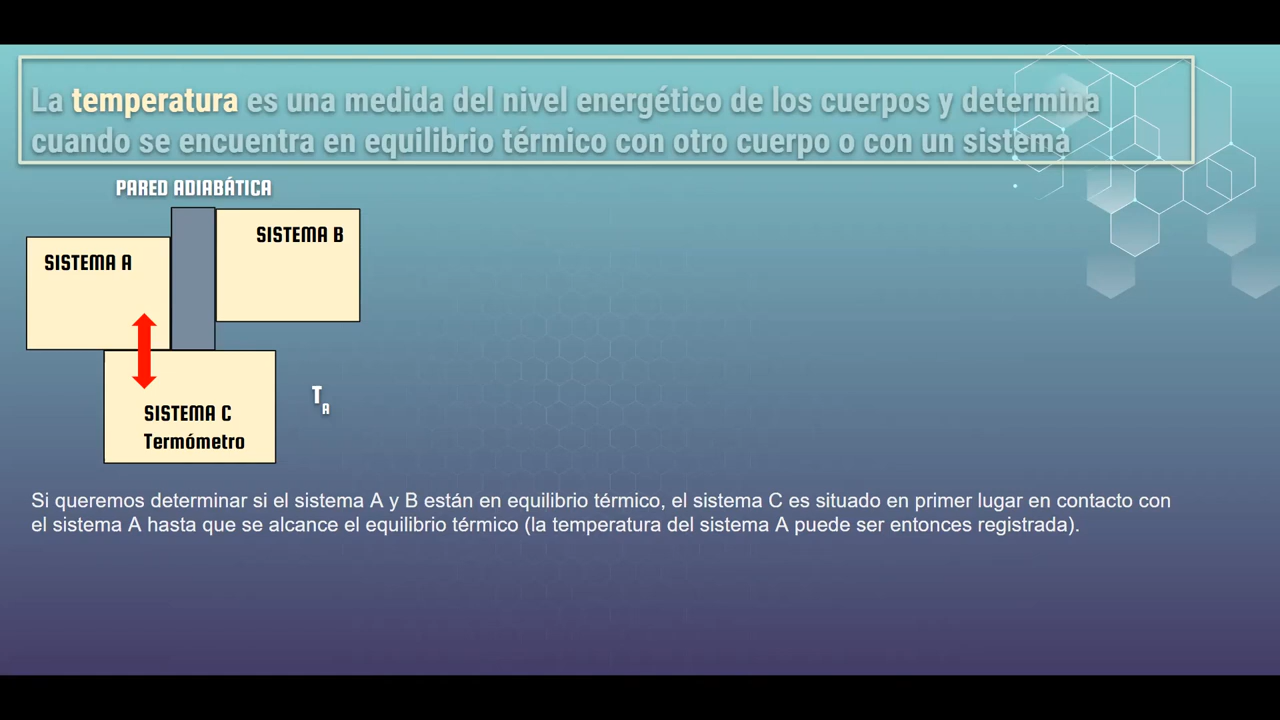 La temperatura es una medida del nivel energético de los cuerpos y determina
cuando se encuentra en equilibrio térmico con otro cuerpo o con un sistema
PARED ADIABÁTICA
SISTEMA B
SISTEMA A
T_A
SISTEMA C
Termómetro
Si queremos determinar si el sistema A y B están en equilibrio térmico, el sistema C es situado en primer lugar en contacto con
el sistema A hasta que se alcance el equilibrio térmico (la temperatura del sistema A puede ser entonces registrada).